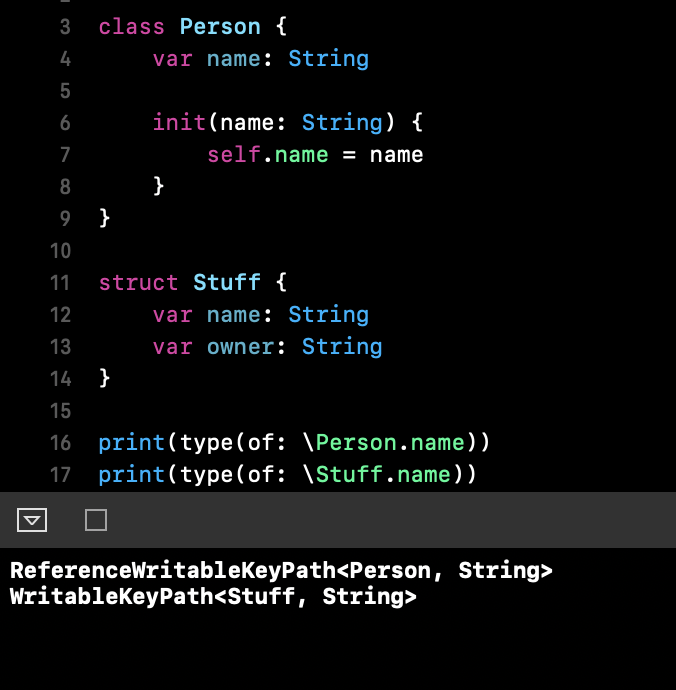 3 class Person {
4     var name: String
5
6     init(name: String) {
7         self.name = name
8     }
9 }
10
11 struct Stuff {
12     var name: String
13     var owner: String
14 }
15
16 print(type(of: \Person.name))
17 print(type(of: \Stuff.name))
ReferenceWritableKeyPath<Person, String>
WritableKeyPath<Stuff, String>